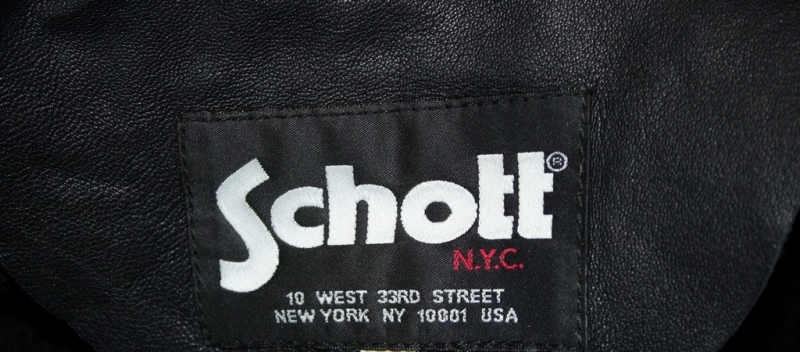 Schott®
N.Y.C.
10 WEST 33RD STREET
NEW YORK NY 10001 USA